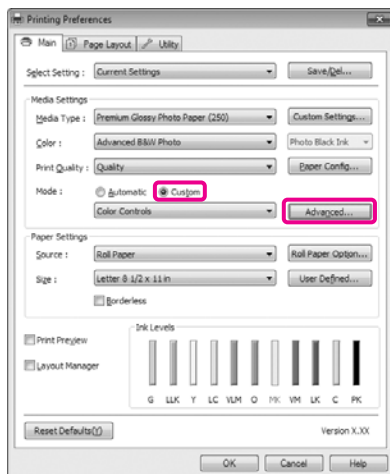 Printing Preferences
Main Page Layout Utility
Select Setting : Current Settings Save/Del...
Media Settings
Media Type : Premium Glossy Photo Paper (250) Custom Settings...
Color : Advanced B&W Photo Photo Black Ink
Print Quality : Quality Paper Config...
Mode : Automatic Custom
Color Controls Advanced...
Paper Settings
Source : Roll Paper Roll Paper Option...
Size : Letter 8 1/2 x 11 in User Defined...
Borderless
Print Preview
Layout Manager
Ink Levels
G LLK Y LC VLM O MK VM LK C PK
Reset Defaults(Y) Version X.XX
OK Cancel Help